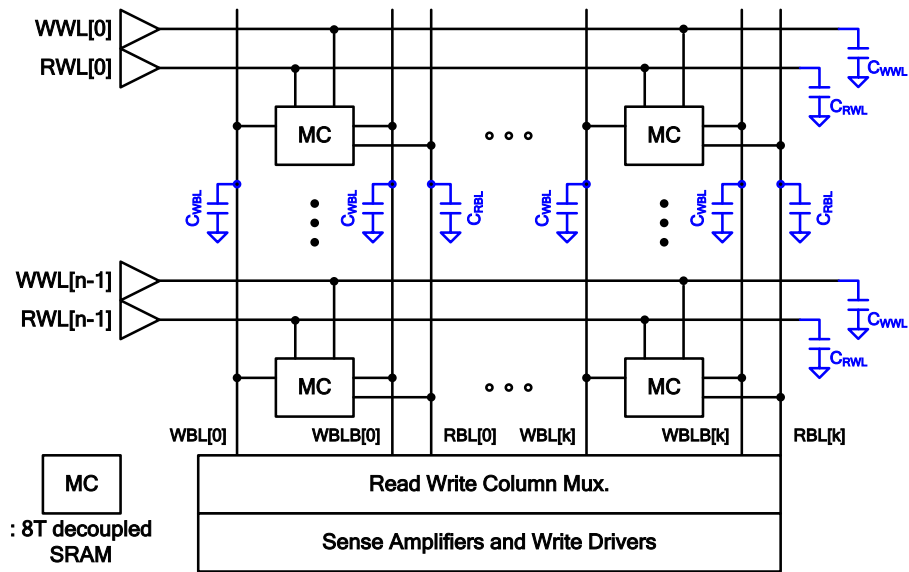 WWL[0]
RWL[0]
CWWL
CRWL
MC
MC
CWBL
CWBL
CRBL
CWBL
CWBL
CRBL
WWL[n-1]
RWL[n-1]
CWWL
CRWL
MC
MC
WBL[0]
WBLB[0]
RBL[0]
WBL[k]
WBLB[k]
RBL[k]
MC
: 8T decoupled
SRAM
Read Write Column Mux.
Sense Amplifiers and Write Drivers